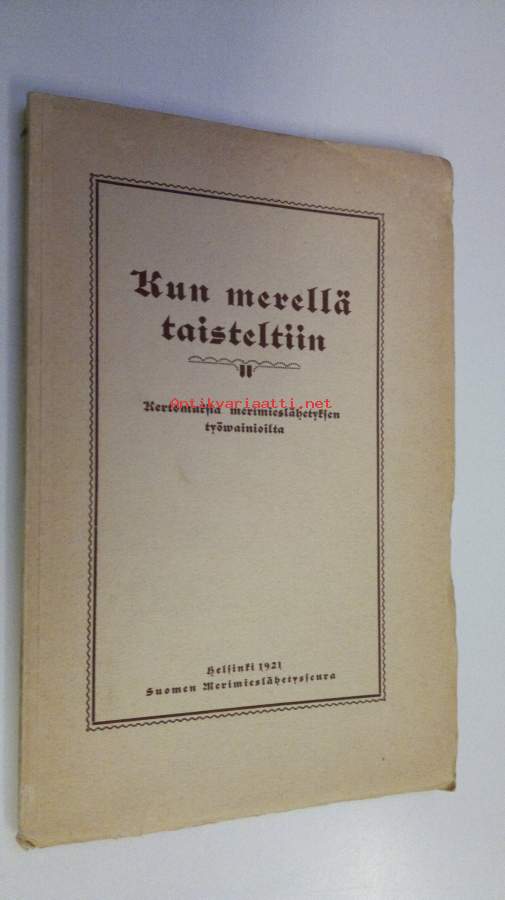 Kun merellä
taisteltiin
II
Antikvariaatti.net
Kertomuksia merimieslähetyksen
työwainioilta
Helsinki 1921
Suomen Merimieslähetysseura